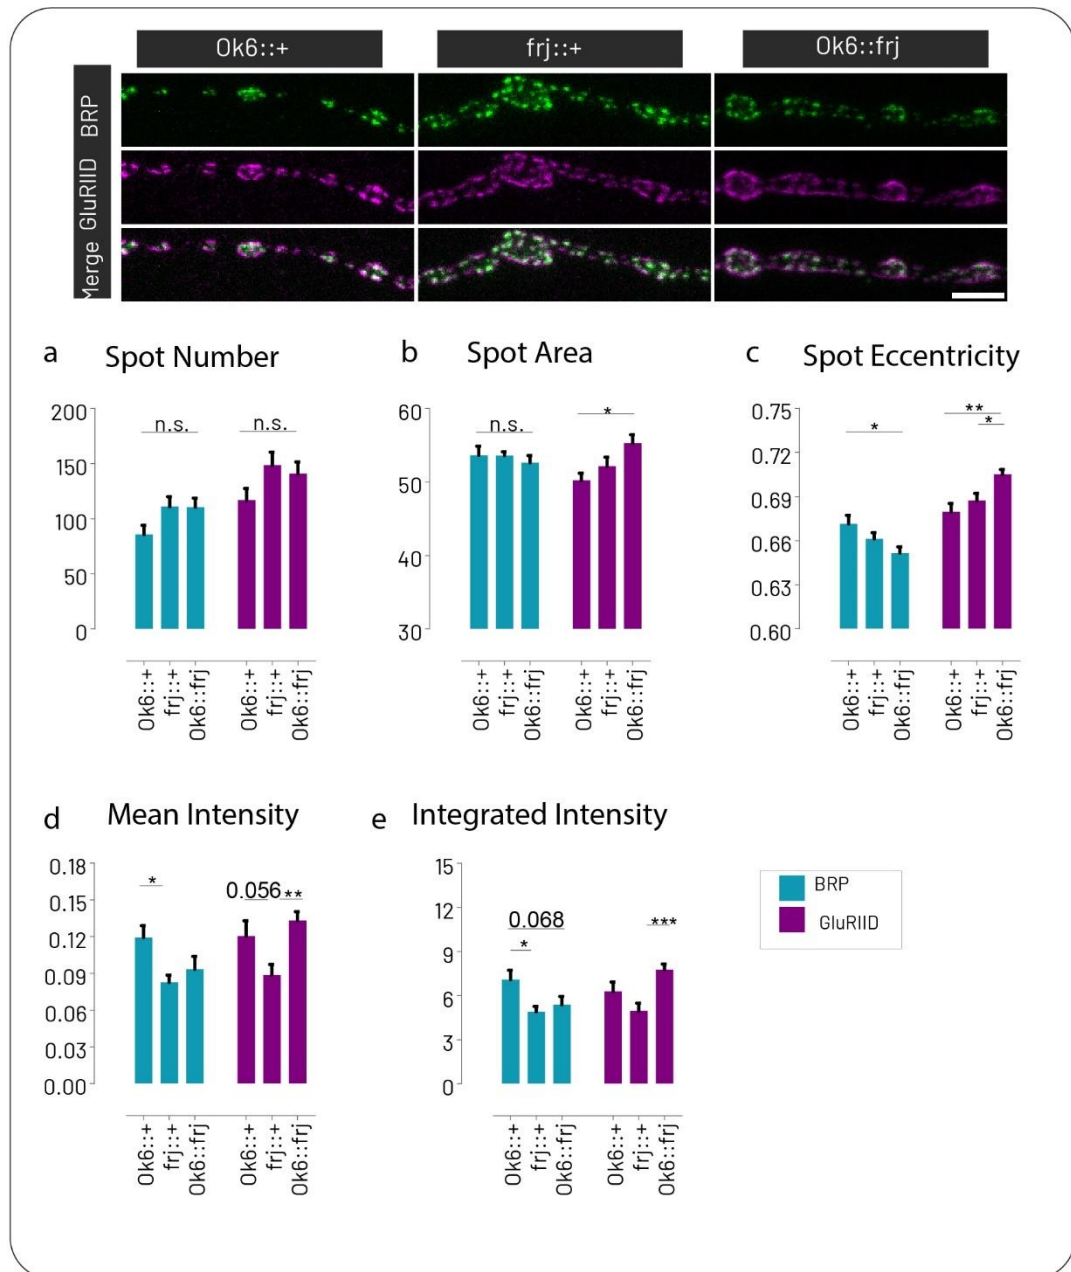 Ok6::+ frj::+ Ok6::frj
BRP
GluRIID
Merge
a Spot Number
b Spot Area
c Spot Eccentricity
200
150
100
50
0
n.s. n.s.
Ok6::+ frj::+ Ok6::frj Ok6::+ frj::+ Ok6::frj
60
50
40
30
n.s. *
Ok6::+ frj::+ Ok6::frj Ok6::+ frj::+ Ok6::frj
0.75
0.72
0.69
0.66
0.63
0.60
* ** *
Ok6::+ frj::+ Ok6::frj Ok6::+ frj::+ Ok6::frj
d Mean Intensity
e Integrated Intensity
0.18
0.15
0.12
0.09
0.06
0.03
0.00
* 0.056 **
Ok6::+ frj::+ Ok6::frj Ok6::+ frj::+ Ok6::frj
15
12
9
6
3
0
0.068
* ***
Ok6::+ frj::+ Ok6::frj Ok6::+ frj::+ Ok6::frj
BRP
GluRIID